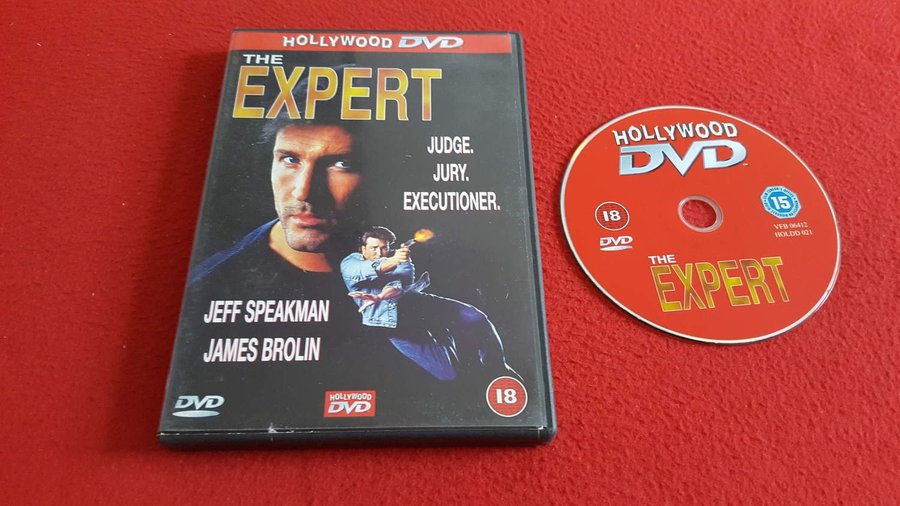 HOLLYWOOD DVD
THE
EXPERT
JUDGE.
JURY.
EXECUTIONER.
JEFF SPEAKMAN
JAMES BROLIN
DVD
HOLLYWOOD
DVD
18
HOLLYWOOD
DVD
18
DVD
15
VFB 06412
HOLDD 021
THE
EXPERT